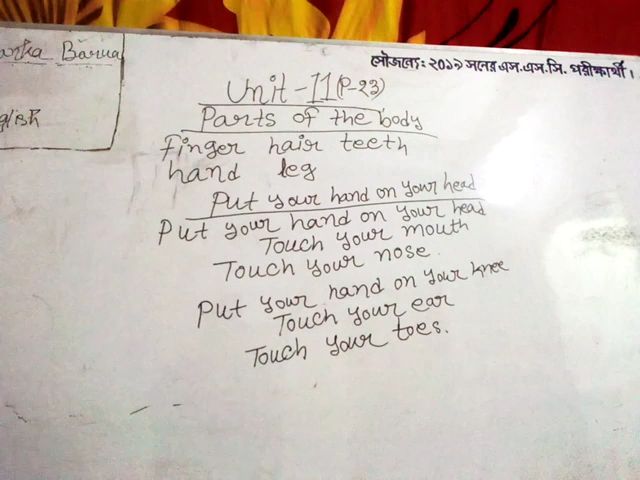 Barua
English
সৌজন্যে: ২০১৯ সনের এস.এস.সি. পরীক্ষার্থী।
Unit-11 (P-23)
Parts of the body
finger hair teeth
hand leg
Put your hand on your head
Put your hand on your head
Touch your mouth
Touch your nose.
Put your hand on your knee
Touch your ear
Touch your toes.